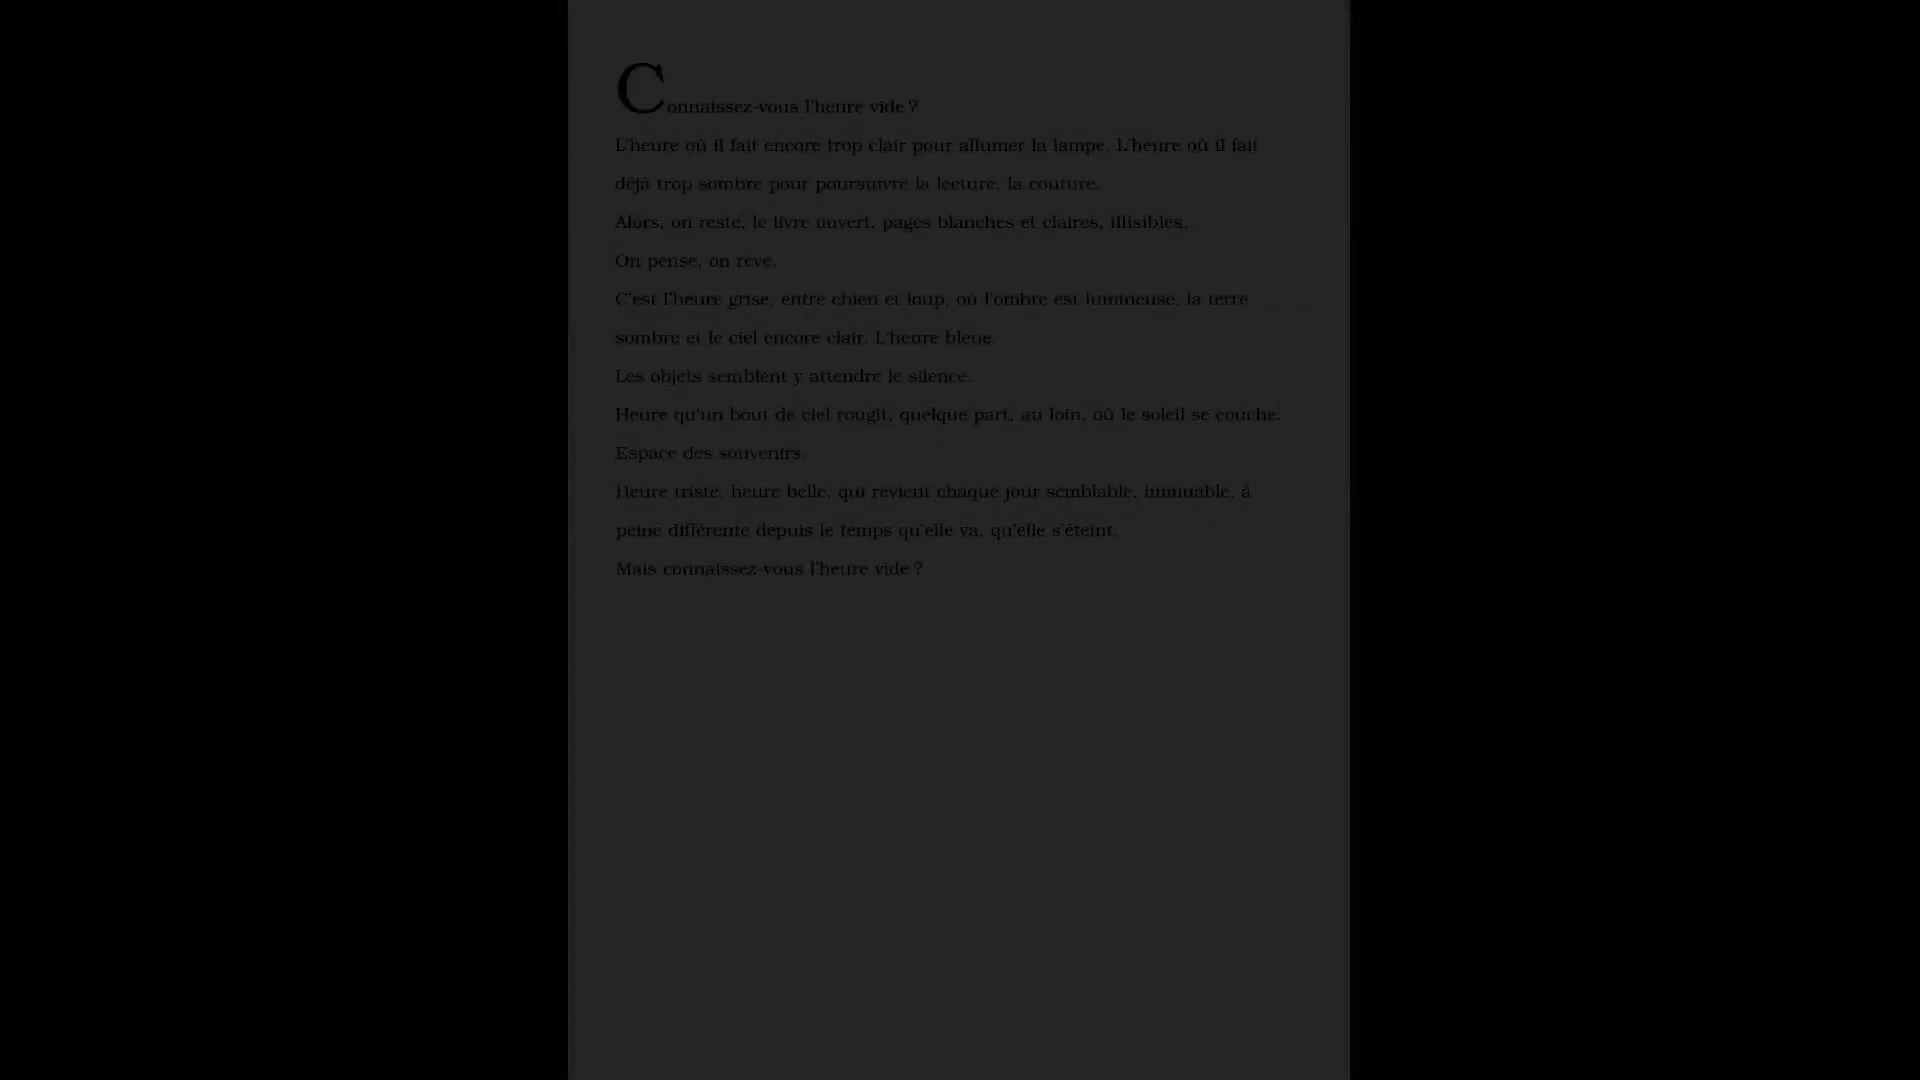 Connaissez-vous l'heure vide ?
L'heure où il fait encore trop clair pour allumer la lampe. L'heure où il fait
déjà trop sombre pour poursuivre la lecture, la couture.
Alors, on reste, le livre ouvert, pages blanches et claires, illisibles.
On pense, on rêve.
C'est l'heure grise, entre chien et loup, où l'ombre est lumineuse, la terre
sombre et le ciel encore clair. L'heure bleue.
Les objets semblent y attendre le silence.
Heure qu'un bout de ciel rougit, quelque part, au loin, où le soleil se couche.
Espace des souvenirs.
Heure triste, heure belle, qui revient chaque jour semblable, immuable, à
peine différente depuis le temps qu'elle va, qu'elle s'éteint.
Mais connaissez-vous l'heure vide ?